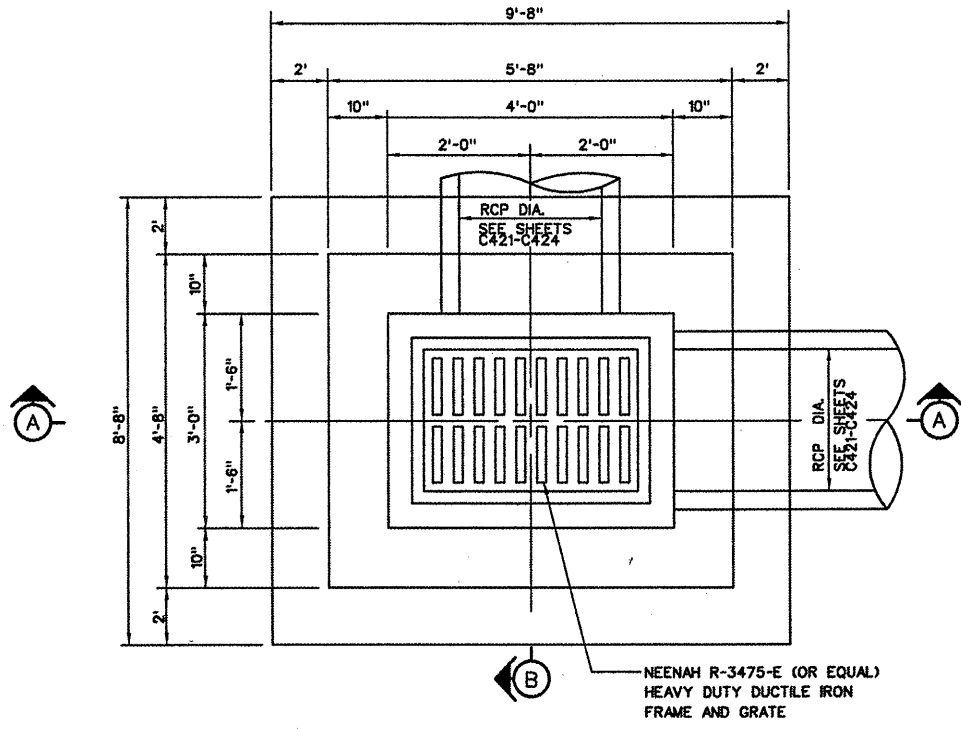 9'-8"
2'
5'-8"
2'
10"
4'-0"
10"
2'-0"
2'-0"
RCP DIA.
SEE SHEETS
C421-C424
2'
10"
1'-6"
8'-8"
4'-8"
3'-0"
1'-6"
10"
2'
A
A
RCP DIA.
SEE SHEETS
C421-C424
B
NEENAH R-3475-E (OR EQUAL)
HEAVY DUTY DUCTILE IRON
FRAME AND GRATE